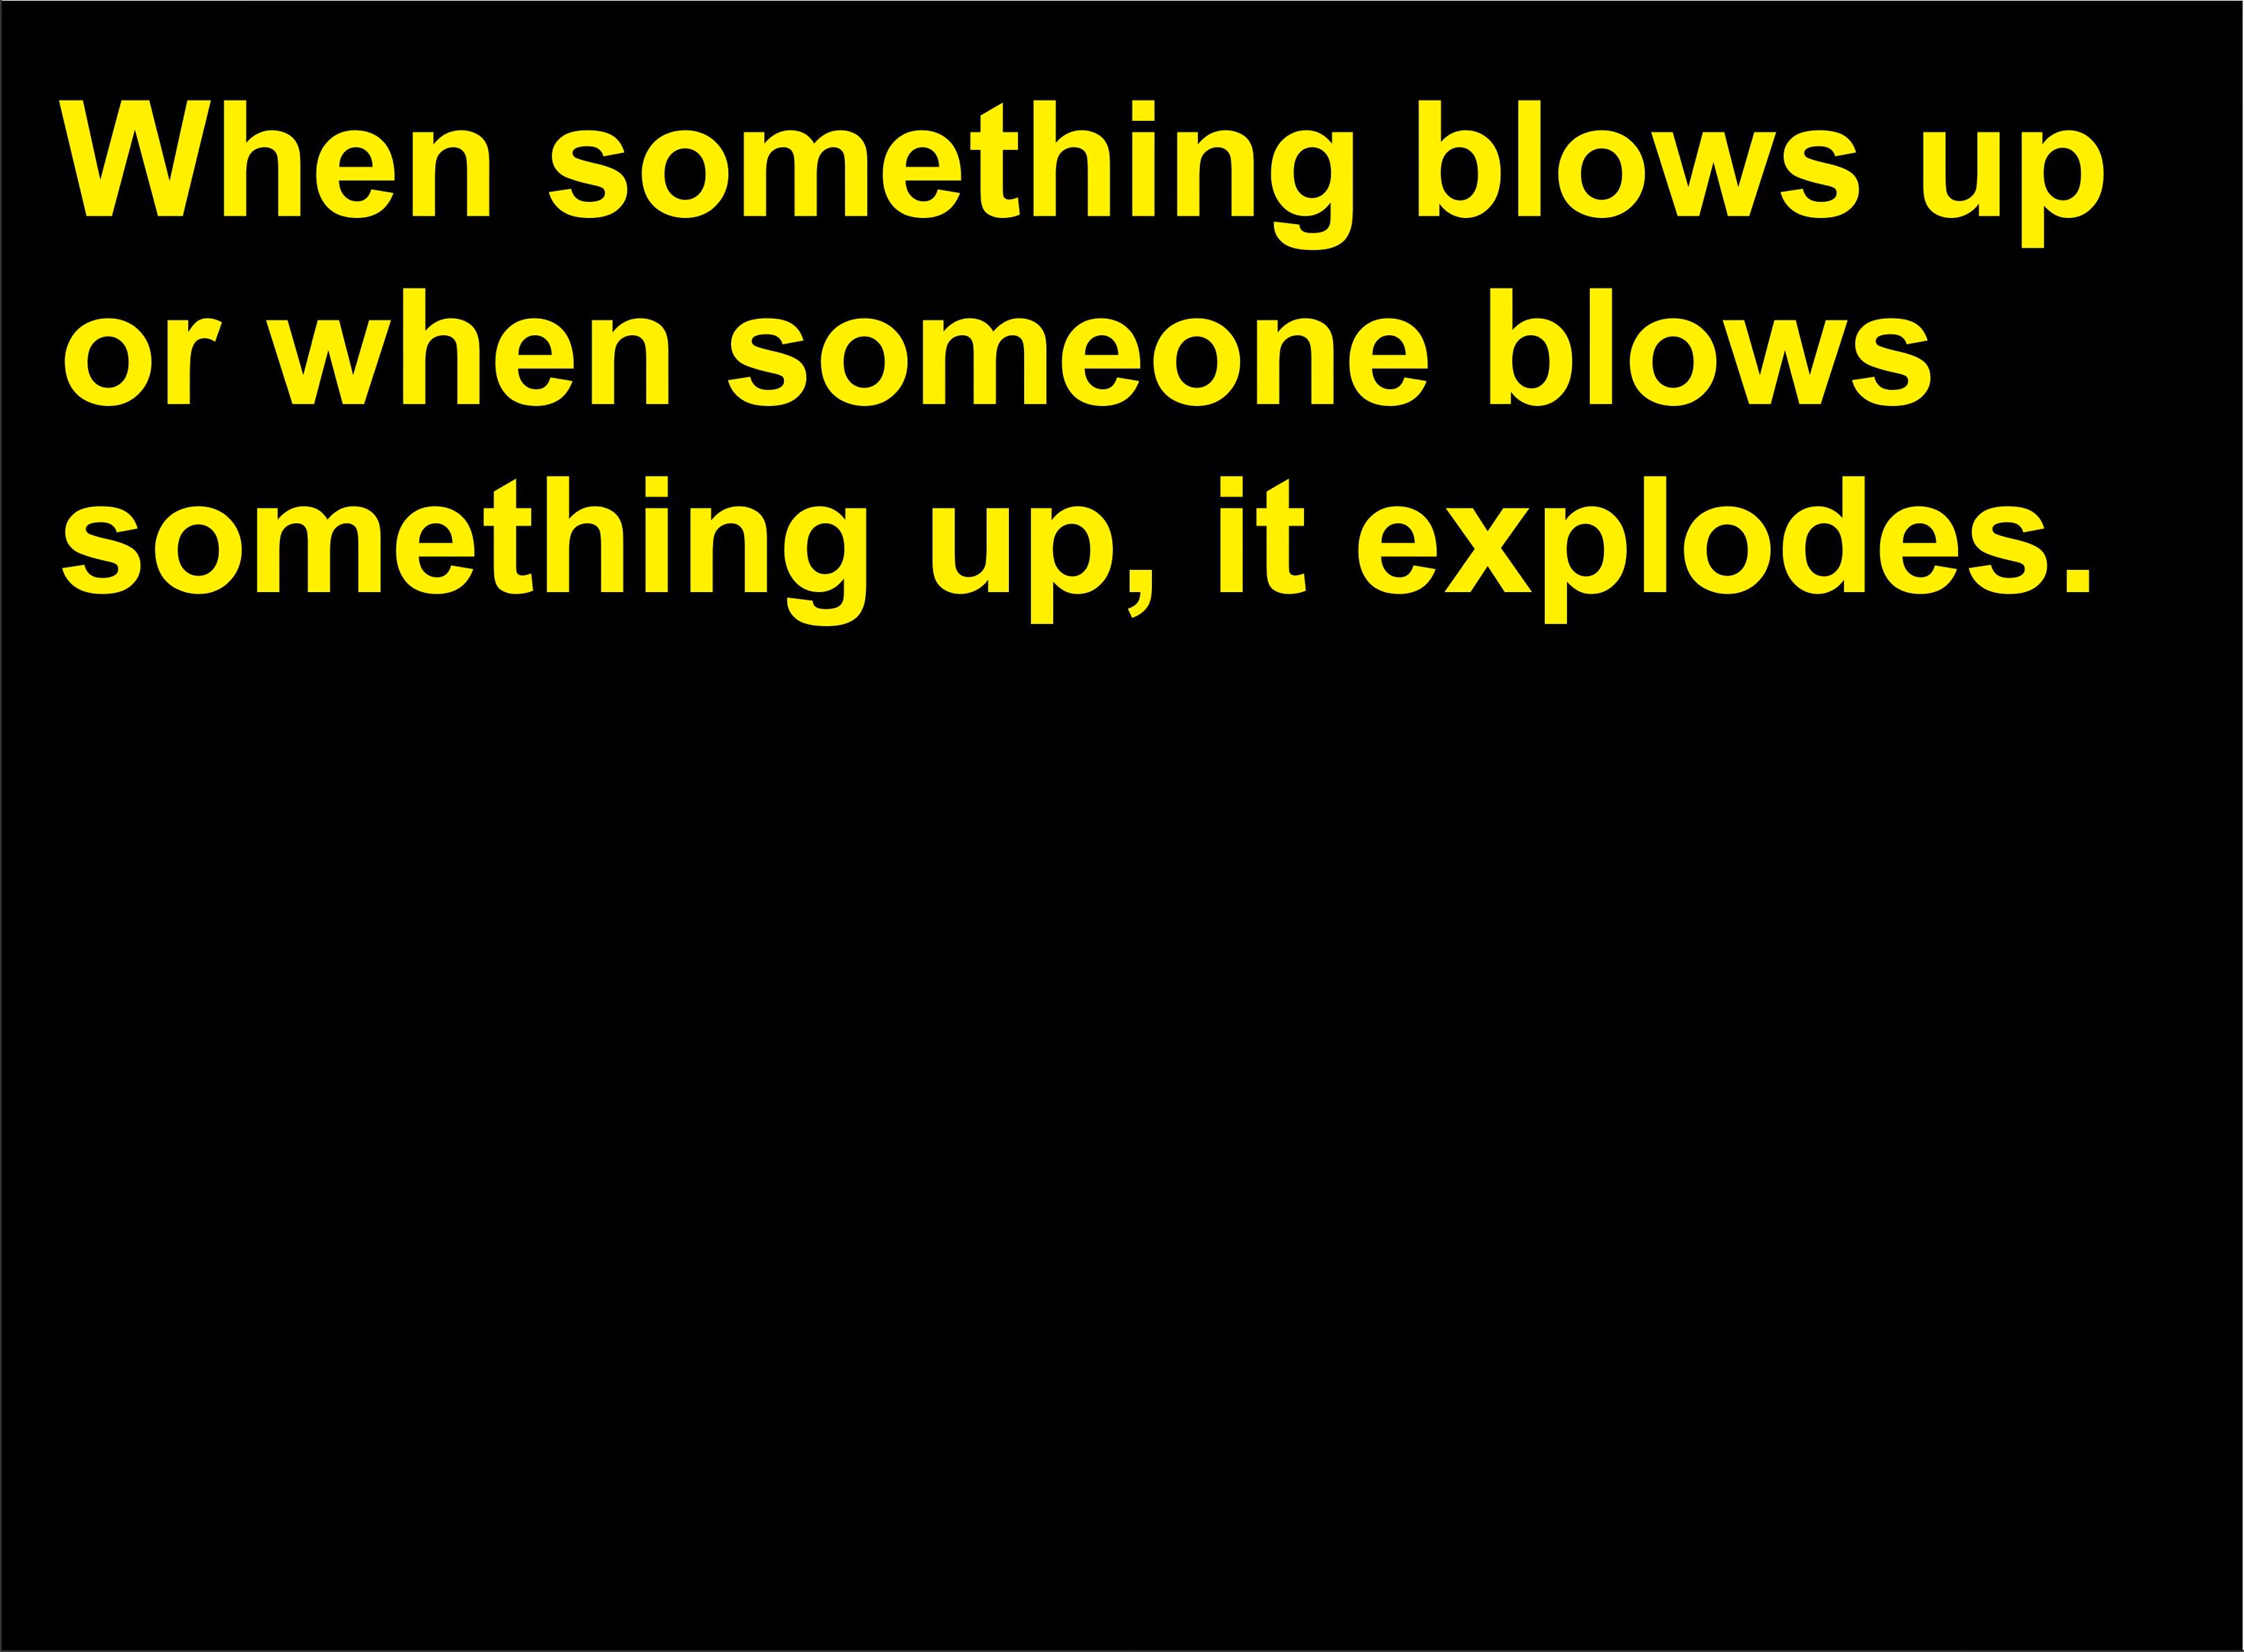 When something blows up
or when someone blows
something up, it explodes.